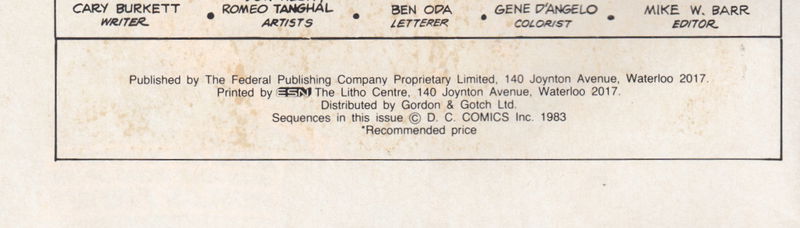 CARY BURKETT • ROMEO TANGHAL • BEN ODA • GENE D'ANGELO • MIKE W. BARR
WRITER ARTISTS LETTERER COLORIST EDITOR
Published by The Federal Publishing Company Proprietary Limited, 140 Joynton Avenue, Waterloo 2017.
Printed by ESN The Litho Centre, 140 Joynton Avenue, Waterloo 2017.
Distributed by Gordon & Gotch Ltd.
Sequences in this issue © D. C. COMICS Inc. 1983
*Recommended price